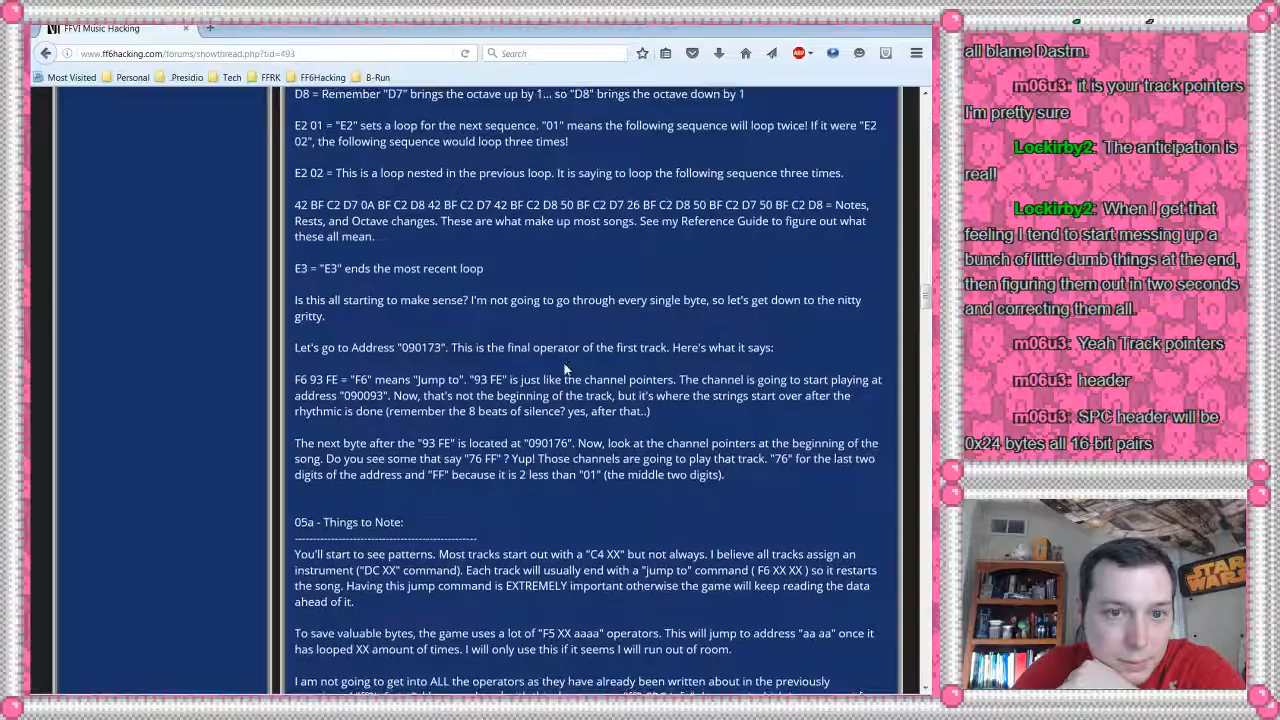 FFVI Music Hacking
www.ff6hacking.com/forums/showthread.php?tid=493
Search
ABP
Most Visited
Personal
.Presidio
Tech
FFRK
FF6Hacking
B-Run
D8 = Remember "D7" brings the octave up by 1... so "D8" brings the octave down by 1
E2 01 = "E2" sets a loop for the next sequence. "01" means the following sequence will loop twice! If it were "E2
02", the following sequence would loop three times!
E2 02 = This is a loop nested in the previous loop. It is saying to loop the following sequence three times.
42 BF C2 D7 0A BF C2 D8 42 BF C2 D7 42 BF C2 D8 50 BF C2 D7 26 BF C2 D8 50 BF C2 D7 50 BF C2 D8 = Notes,
Rests, and Octave changes. These are what make up most songs. See my Reference Guide to figure out what
these all mean.
E3 = "E3" ends the most recent loop
Is this all starting to make sense? I'm not going to go through every single byte, so let's get down to the nitty
gritty.
Let's go to Address "090173". This is the final operator of the first track. Here's what it says:
F6 93 FE = "F6" means "Jump to". "93 FE" is just like the channel pointers. The channel is going to start playing at
address "090093". Now, that's not the beginning of the track, but it's where the strings start over after the
rhythmic is done (remember the 8 beats of silence? yes, after that..)
The next byte after the "93 FE" is located at "090176". Now, look at the channel pointers at the beginning of the
song. Do you see some that say "76 FF" ? Yup! Those channels are going to play that track. "76" for the last two
digits of the address and "FF" because it is 2 less than "01" (the middle two digits).
05a - Things to Note:
--------------------------------------------------
You'll start to see patterns. Most tracks start out with a "C4 XX" but not always. I believe all tracks assign an
instrument ("DC XX" command). Each track will usually end with a "jump to" command ( F6 XX XX ) so it restarts
the song. Having this jump command is EXTREMELY important otherwise the game will keep reading the data
ahead of it.
To save valuable bytes, the game uses a lot of "F5 XX aaaa" operators. This will jump to address "aa aa" once it
has looped XX amount of times. I will only use this if it seems I will run out of room.
I am not going to get into ALL the operators as they have already been written about in the previously
all blame Dastrn.
m06u3: it is your track pointers
I'm pretty sure
Lockirby2: The anticipation is
real!
Lockirby2: When I get that
feeling I tend to start messing up a
bunch of little dumb things at the end,
then figuring them out in two seconds
and correcting them all.
m06u3: Yeah Track pointers
m06u3: header
m06u3: SPC header will be
0x24 bytes all 16-bit pairs
STAR
WARS